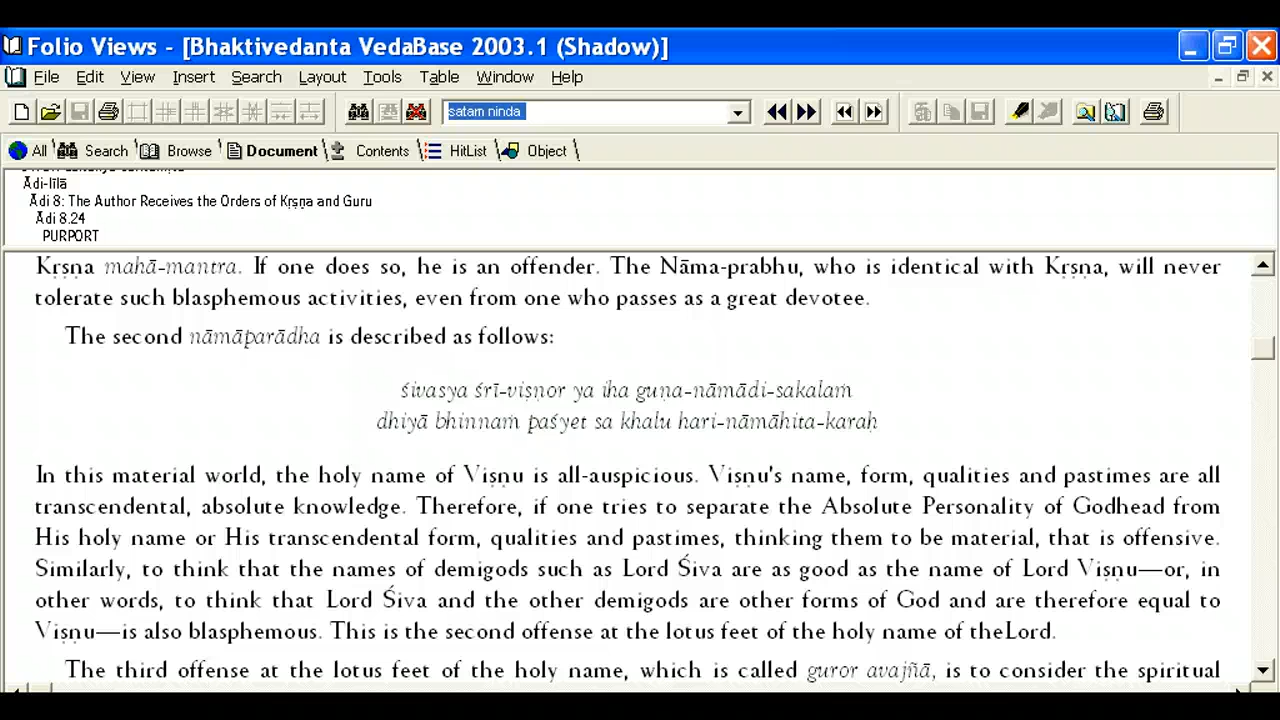 Folio Views - [Bhaktivedanta VedaBase 2003.1 (Shadow)]
File Edit View Insert Search Layout Tools Table Window Help
satam ninda
All Search Browse Document Contents HitList Object
Ādi-līlā
Ādi 8: The Author Receives the Orders of Kṛṣṇa and Guru
Ādi 8.24
PURPORT
Kṛṣṇa mahā-mantra. If one does so, he is an offender. The Nāma-prabhu, who is identical with Kṛṣṇa, will never
tolerate such blasphemous activities, even from one who passes as a great devotee.
The second nāmāparādha is described as follows:
śivasya śrī-viṣṇor ya iha guṇa-nāmādi-sakalaṁ
dhiyā bhinnaṁ paśyet sa khalu hari-nāmāhita-karaḥ
In this material world, the holy name of Viṣṇu is all-auspicious. Viṣṇu's name, form, qualities and pastimes are all
transcendental, absolute knowledge. Therefore, if one tries to separate the Absolute Personality of Godhead from
His holy name or His transcendental form, qualities and pastimes, thinking them to be material, that is offensive.
Similarly, to think that the names of demigods such as Lord Śiva are as good as the name of Lord Viṣṇu—or, in
other words, to think that Lord Śiva and the other demigods are other forms of God and are therefore equal to
Viṣṇu—is also blasphemous. This is the second offense at the lotus feet of the holy name of theLord.
The third offense at the lotus feet of the holy name, which is called guror avajñā, is to consider the spiritual